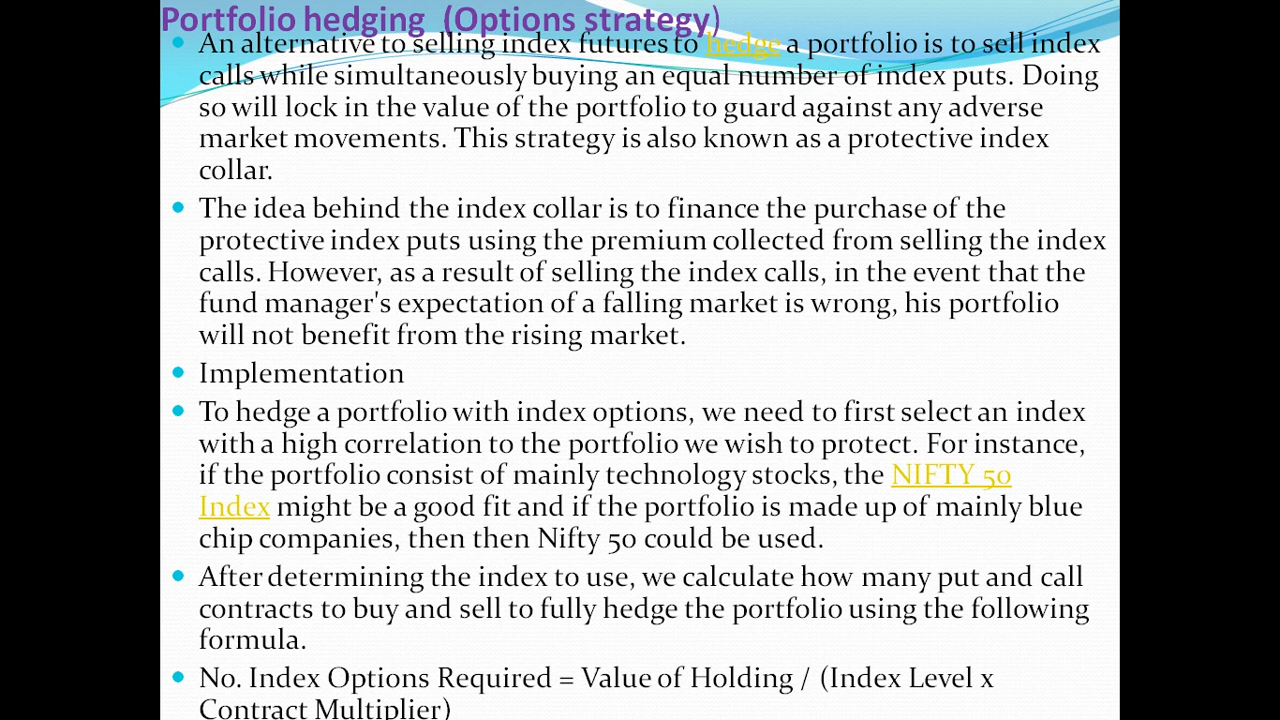 Portfolio hedging (Options strategy)
An alternative to selling index futures to hedge a portfolio is to sell index
calls while simultaneously buying an equal number of index puts. Doing
so will lock in the value of the portfolio to guard against any adverse
market movements. This strategy is also known as a protective index
collar.
The idea behind the index collar is to finance the purchase of the
protective index puts using the premium collected from selling the index
calls. However, as a result of selling the index calls, in the event that the
fund manager's expectation of a falling market is wrong, his portfolio
will not benefit from the rising market.
Implementation
To hedge a portfolio with index options, we need to first select an index
with a high correlation to the portfolio we wish to protect. For instance,
if the portfolio consist of mainly technology stocks, the NIFTY 50
Index might be a good fit and if the portfolio is made up of mainly blue
chip companies, then then Nifty 50 could be used.
After determining the index to use, we calculate how many put and call
contracts to buy and sell to fully hedge the portfolio using the following
formula.
No. Index Options Required = Value of Holding / (Index Level x
Contract Multiplier)